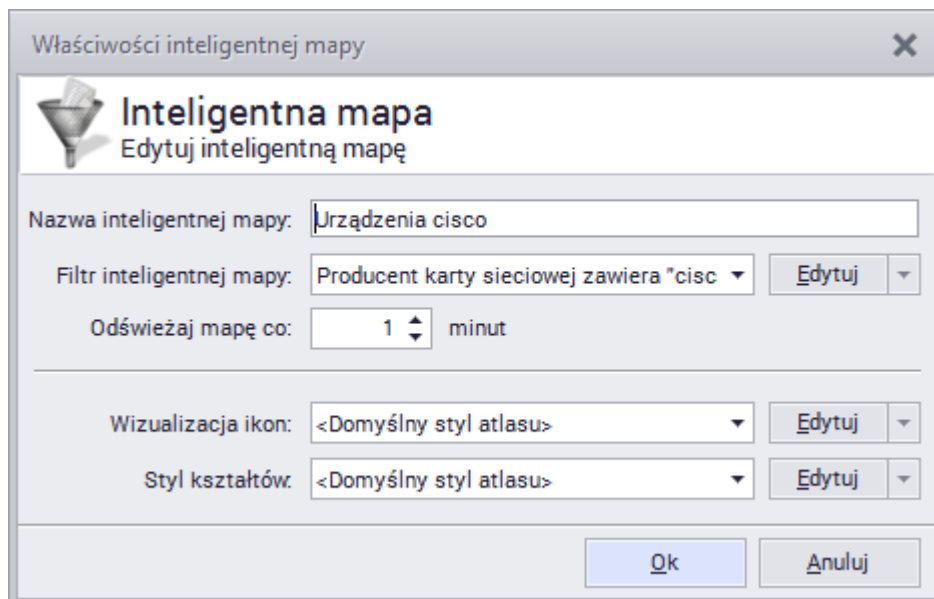 Właściwości inteligentnej mapy
Inteligentna mapa
Edytuj inteligentną mapę
Nazwa inteligentnej mapy: Urządzenia cisco
Filtr inteligentnej mapy: Producent karty sieciowej zawiera "cisc Edytuj
Odświeżaj mapę co: 1 minut
Wizualizacja ikon: <Domyślny styl atlasu> Edytuj
Styl kształtów: <Domyślny styl atlasu> Edytuj
Ok Anuluj